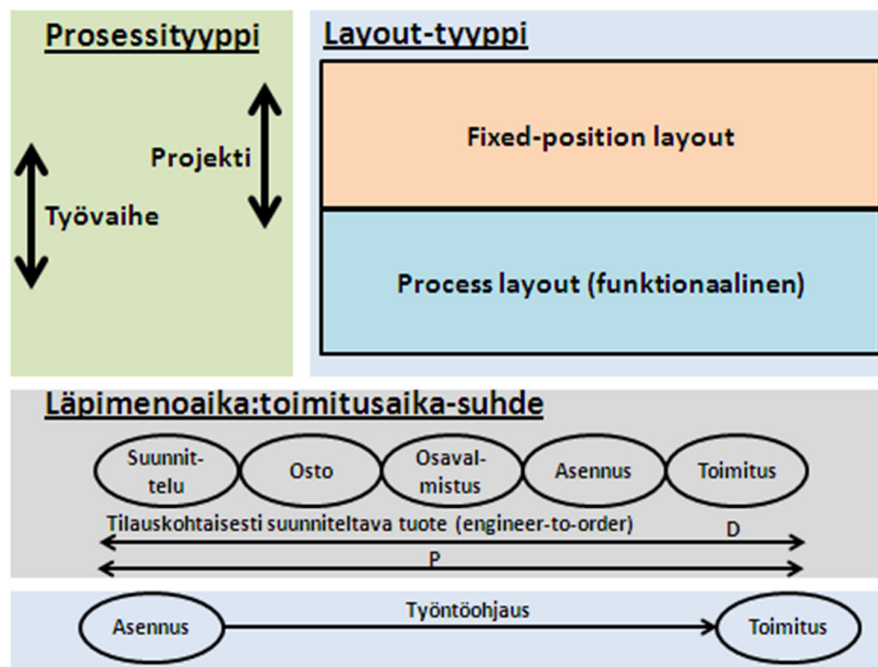 Prosessityyppi
Projekti
Työvaihe
Layout-tyyppi
Fixed-position layout
Process layout (funktionaalinen)
Läpimenoaika:toimitusaika-suhde
Suunnit-
telu
Osto
Osaval-
mistus
Asennus
Toimitus
Tilauskohtaisesti suunniteltava tuote (engineer-to-order)
D
P
Asennus
Työntöohjaus
Toimitus